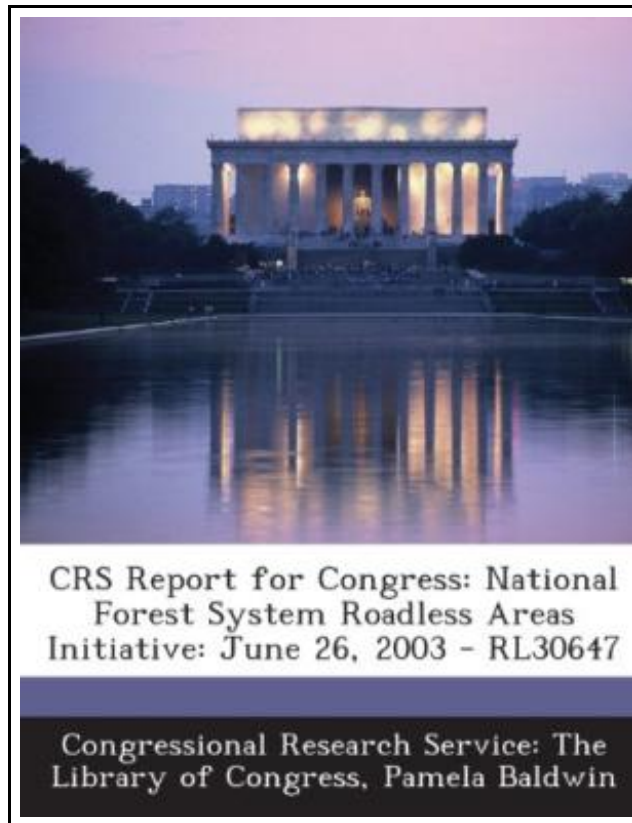 CRS Report for Congress: National
Forest System Roadless Areas
Initiative: June 26, 2003 - RL30647
Congressional Research Service: The
Library of Congress, Pamela Baldwin